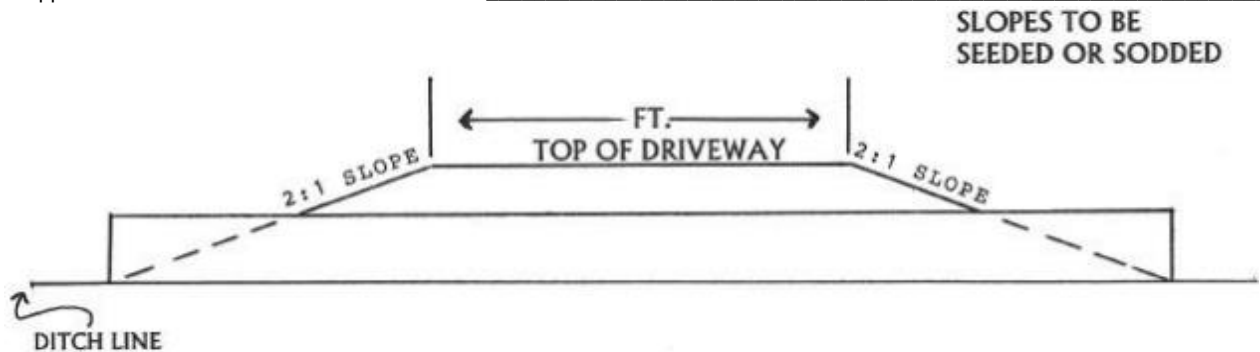 SLOPES TO BE
SEEDED OR SODDED
FT.
TOP OF DRIVEWAY
2:1 SLOPE
2:1 SLOPE
DITCH LINE